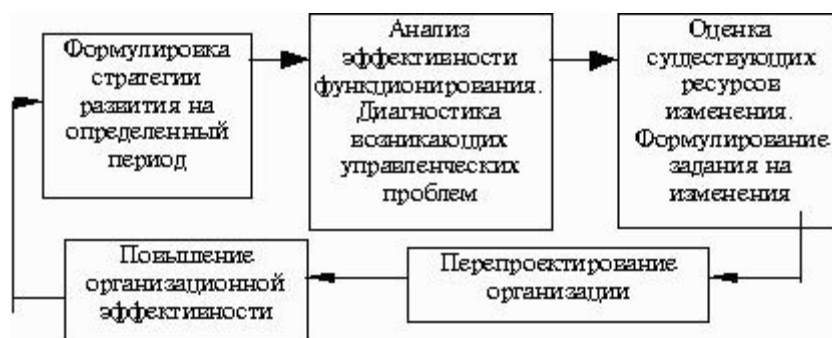 Формулировка
стратегии
развития на
определенный
период
Анализ
эффективности
функционирования.
Диагностика
возникающих
управленческих
проблем
Оценка
существующих
ресурсов
изменения.
Формулирование
задания на
изменения
Перепроектирование
организации
Повышение
организационной
эффективности